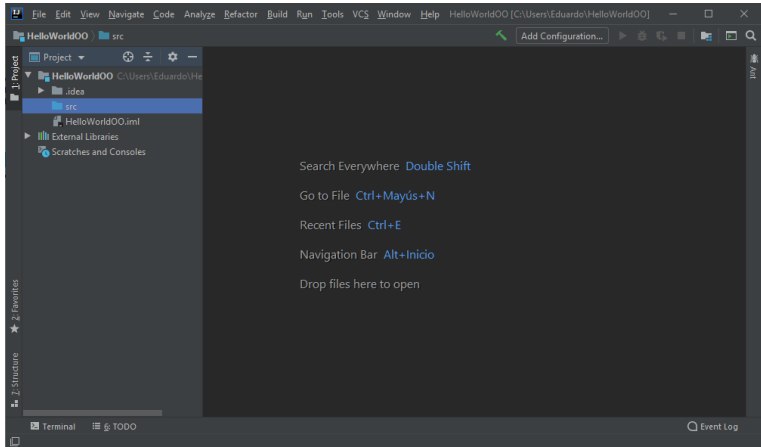 File Edit View Navigate Code Analyze Refactor Build Run Tools VCS Window Help HelloWorldOO [C:\Users\Eduardo\HelloWorldOO]
HelloWorldOO src
Add Configuration...
1: Project
Project
HelloWorldOO C:\Users\Eduardo\He
.idea
src
HelloWorldOO.iml
External Libraries
Scratches and Consoles
Search Everywhere Double Shift
Go to File Ctrl+Mayús+N
Recent Files Ctrl+E
Navigation Bar Alt+Inicio
Drop files here to open
Ant
2: Favorites
7: Structure
Terminal
6: TODO
Event Log